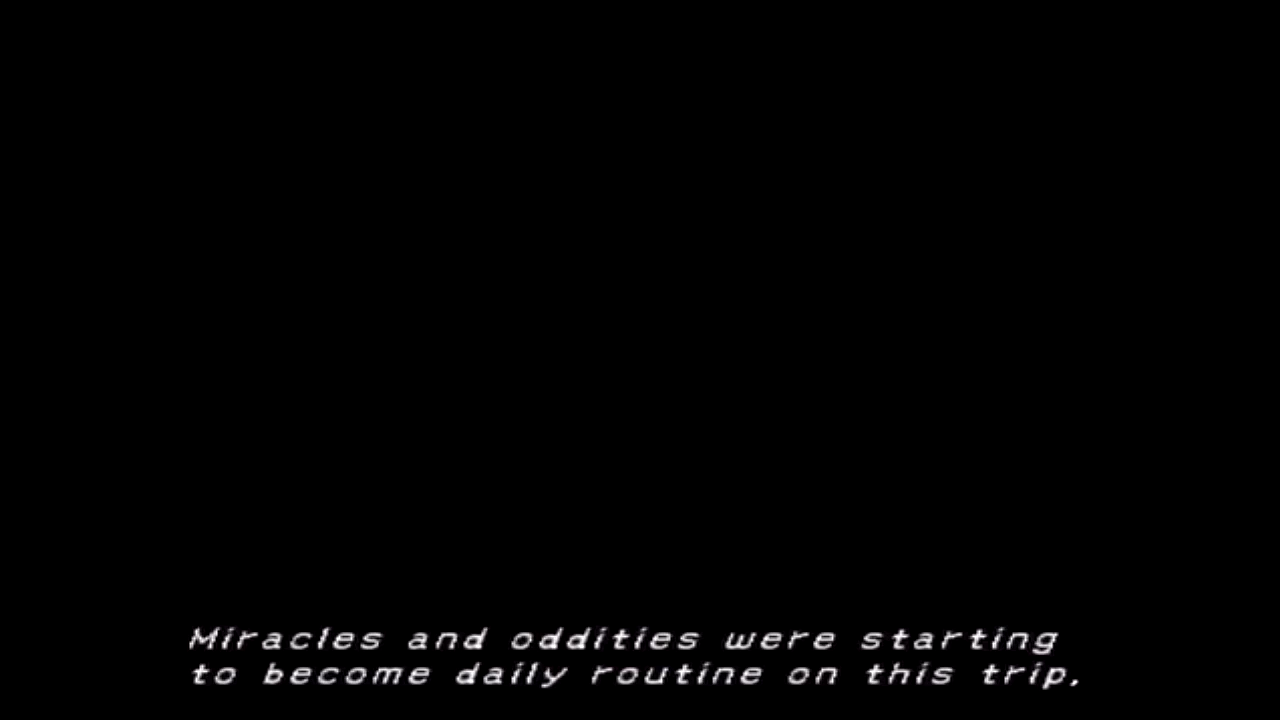 Miracles and oddities were starting
to become daily routine on this trip.